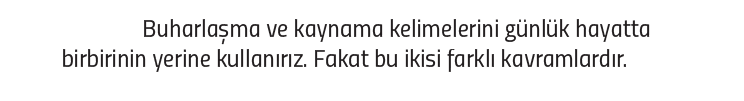 Buharlaşma ve kaynama kelimelerini günlük hayatta
birbirinin yerine kullanırız. Fakat bu ikisi farklı kavramlardır.